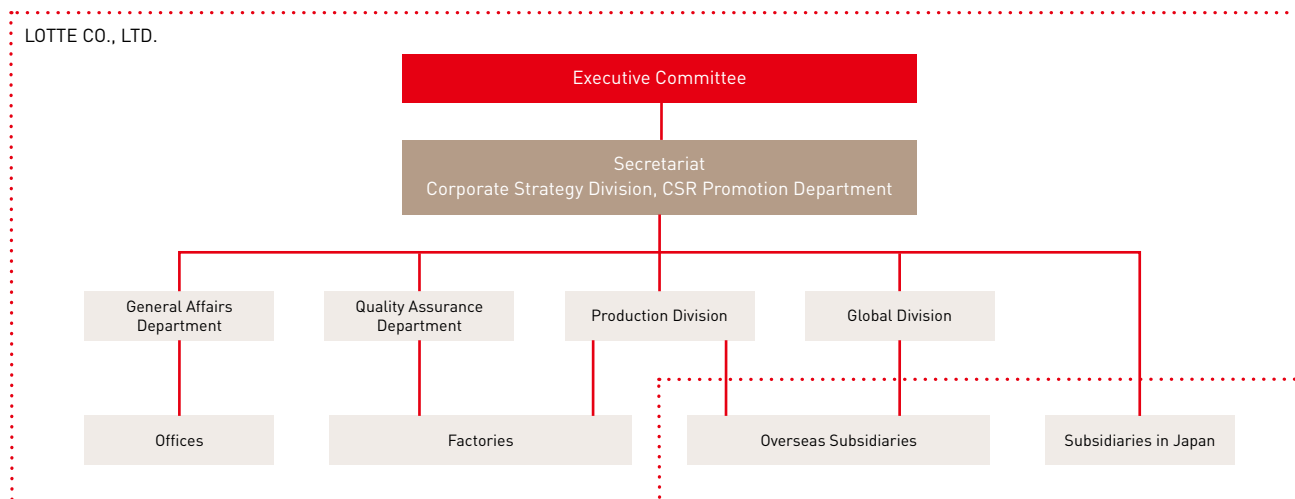 LOTTE CO., LTD.
Executive Committee
Secretariat
Corporate Strategy Division, CSR Promotion Department
General Affairs
Department
Quality Assurance
Department
Production Division
Global Division
Offices
Factories
Overseas Subsidiaries
Subsidiaries in Japan